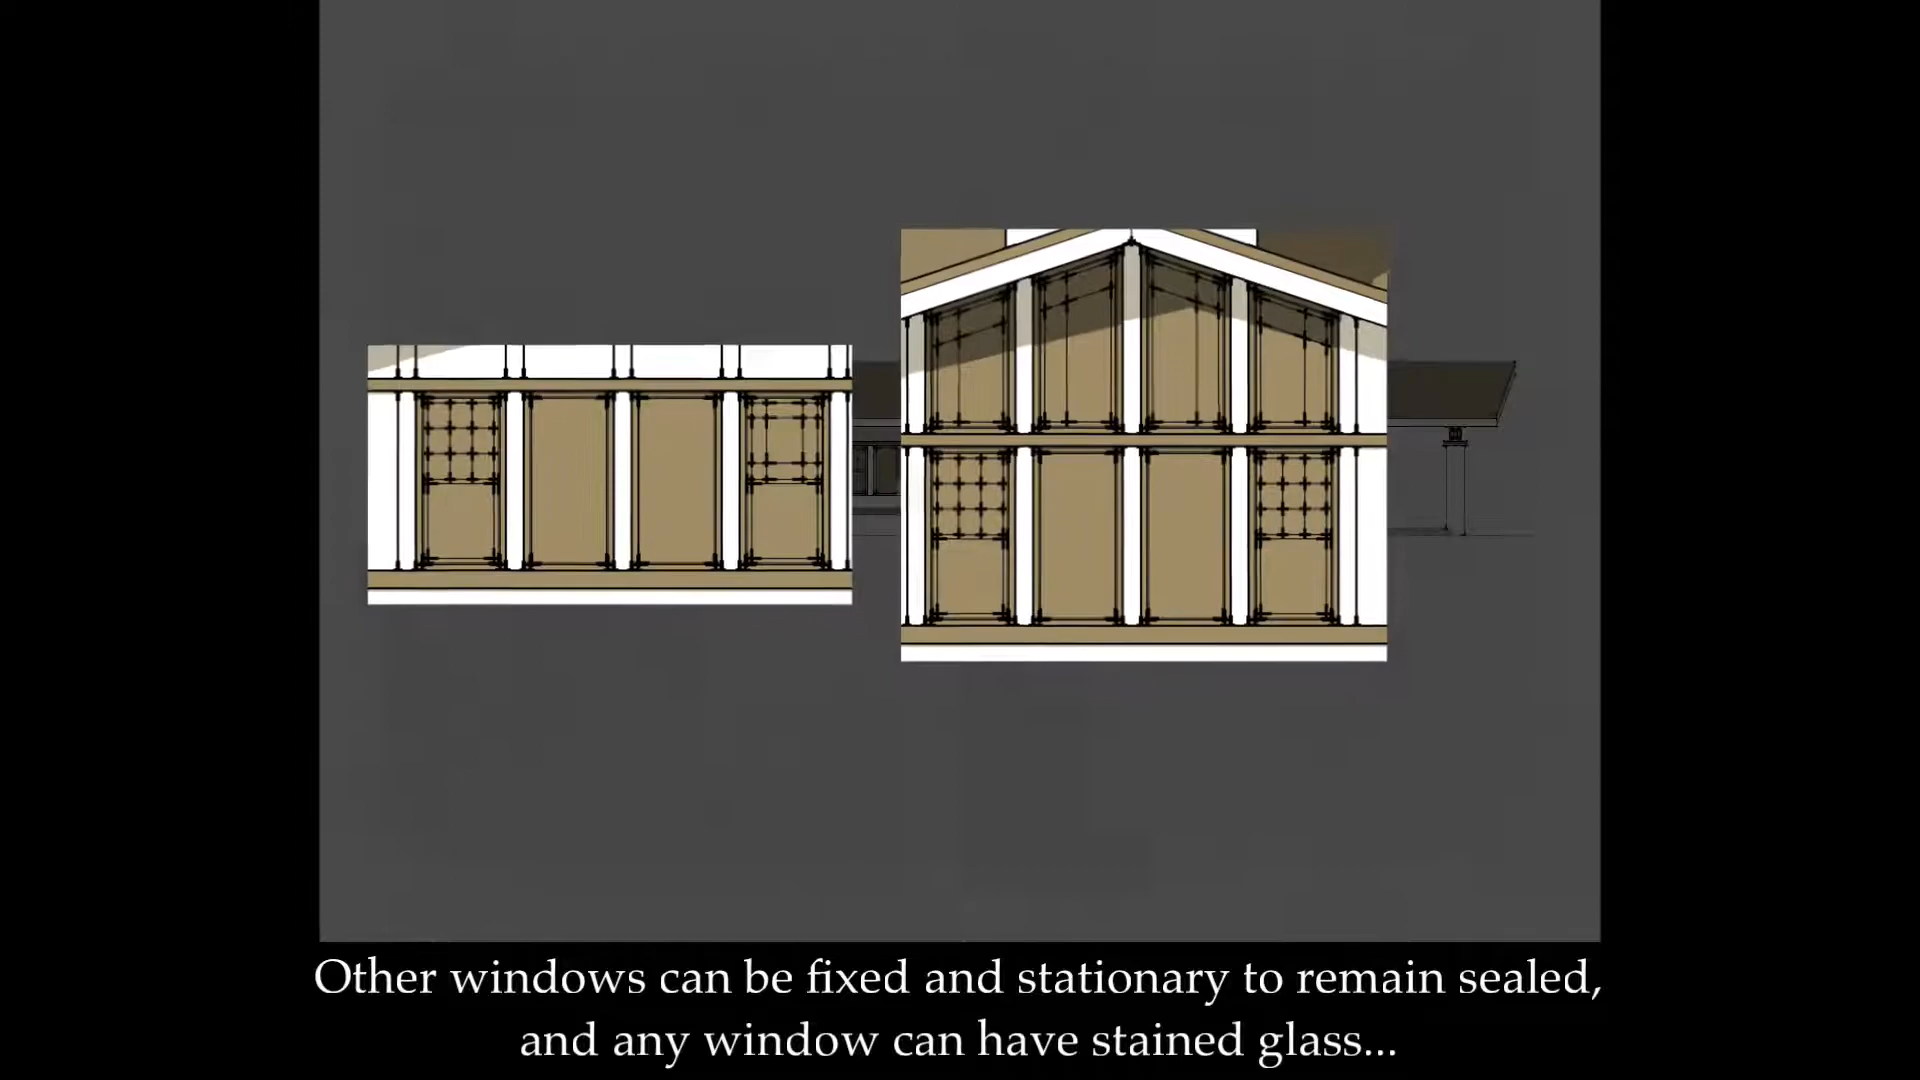 Other windows can be fixed and stationary to remain sealed,
and any window can have stained glass...